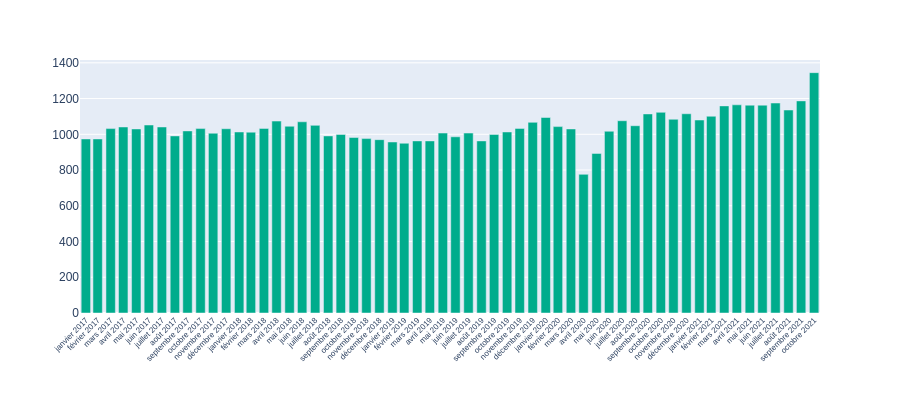 1400
1200
1000
800
600
400
200
0
janvier 2017
février 2017
mars 2017
avril 2017
mai 2017
juin 2017
juillet 2017
août 2017
septembre 2017
octobre 2017
novembre 2017
décembre 2017
janvier 2018
février 2018
mars 2018
avril 2018
mai 2018
juin 2018
juillet 2018
août 2018
septembre 2018
octobre 2018
novembre 2018
décembre 2018
janvier 2019
février 2019
mars 2019
avril 2019
mai 2019
juin 2019
juillet 2019
août 2019
septembre 2019
octobre 2019
novembre 2019
décembre 2019
janvier 2020
février 2020
mars 2020
avril 2020
mai 2020
juin 2020
juillet 2020
août 2020
septembre 2020
octobre 2020
novembre 2020
décembre 2020
janvier 2021
février 2021
mars 2021
avril 2021
mai 2021
juin 2021
juillet 2021
août 2021
septembre 2021
octobre 2021